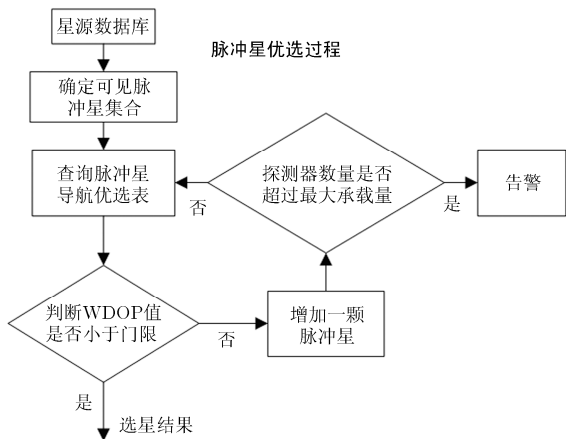 星源数据库
脉冲星优选过程
确定可见脉
冲星集合
查询脉冲星
导航优选表
探测器数量是否
超过最大承载量
告警
否
是
判断WDOP值
是否小于门限
增加一颗
脉冲星
否
是
选星结果